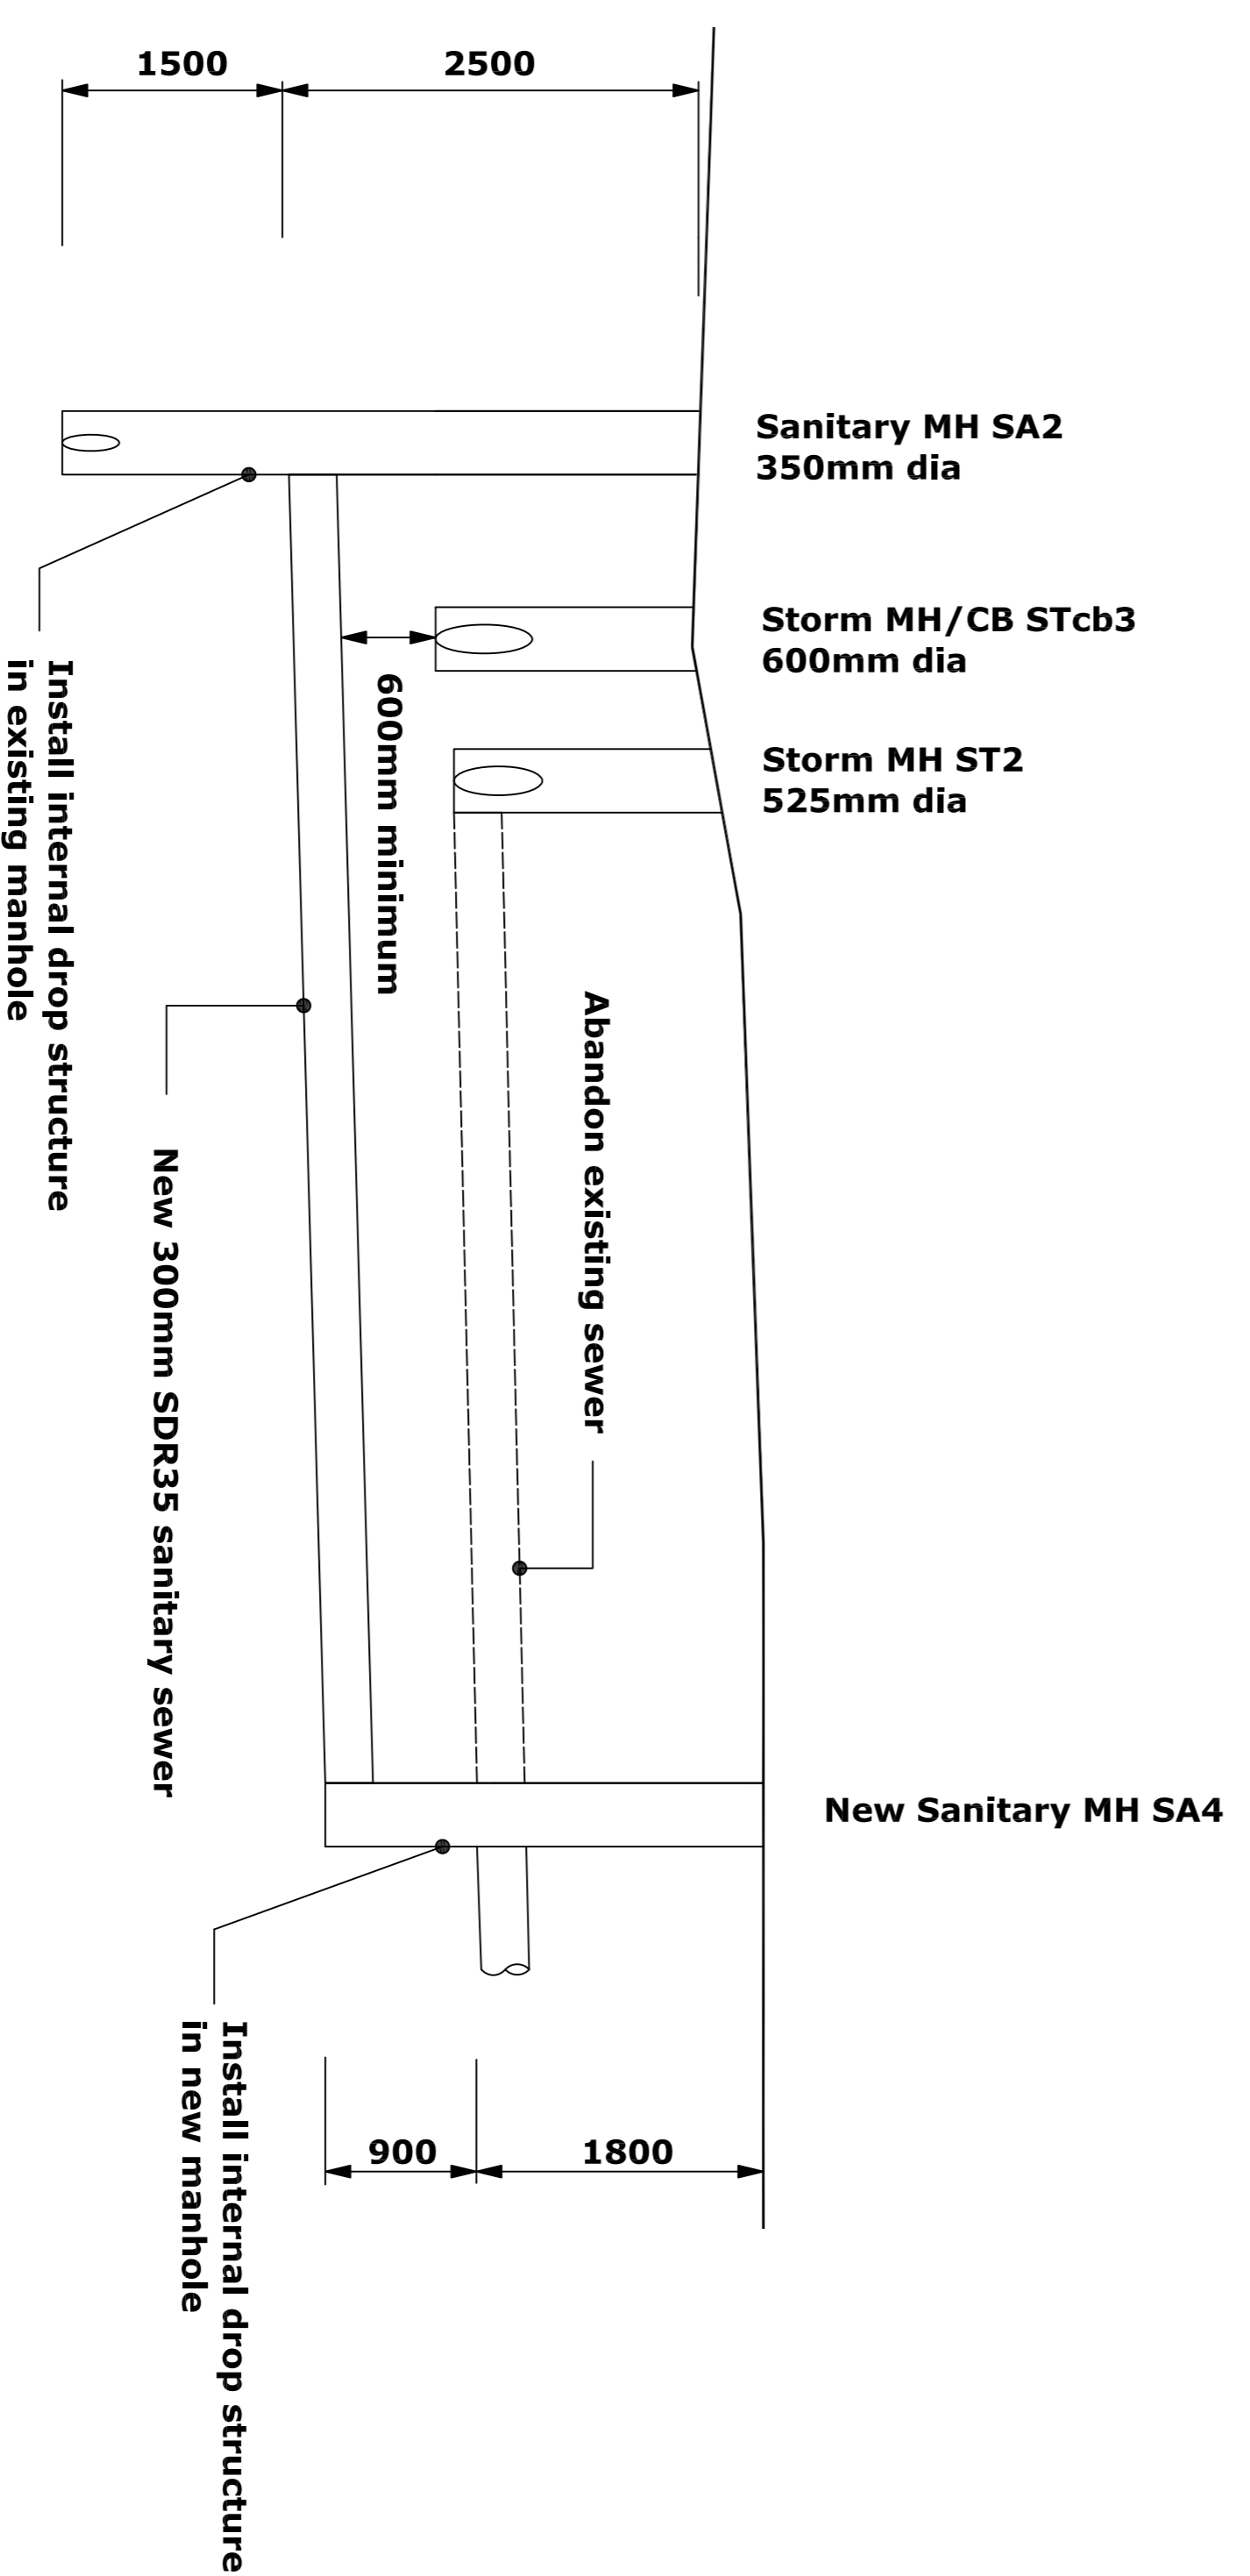 1500
2500
Sanitary MH SA2
350mm dia
Storm MH/CB STcb3
600mm dia
600mm minimum
Install internal drop structure
in existing manhole
Storm MH ST2
525mm dia
Abandon existing sewer
New 300mm SDR35 sanitary sewer
New Sanitary MH SA4
Install internal drop structure
in new manhole
900
1800